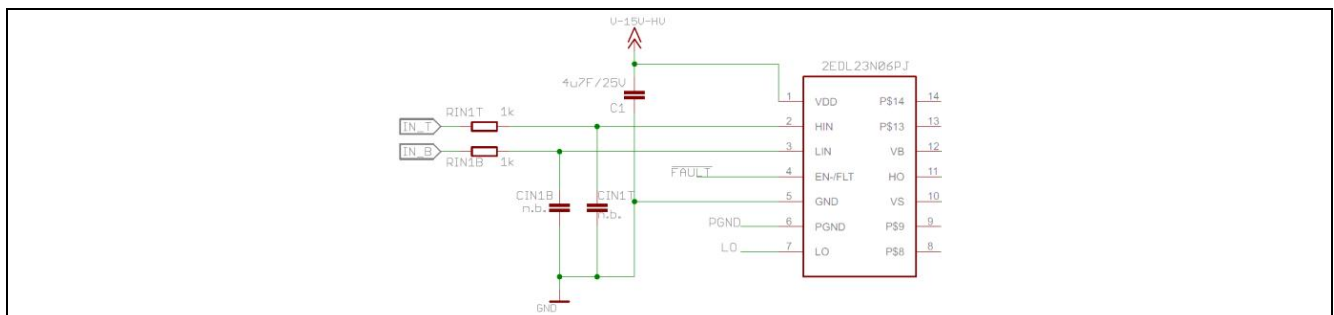 V-15V-HV
2EDL23N06PJ
4u7F/25V
C1
1 VDD P$14 14
RIN1T 1k
IN_T
2 HIN P$13 13
IN_B
3 LIN VB 12
RIN1B 1k
FAULT
4 EN-/FLT HO 11
CIN1B CIN1T
n.b. n.b.
5 GND VS 10
PGND
6 PGND P$9 9
LO
7 LO P$8 8
GND